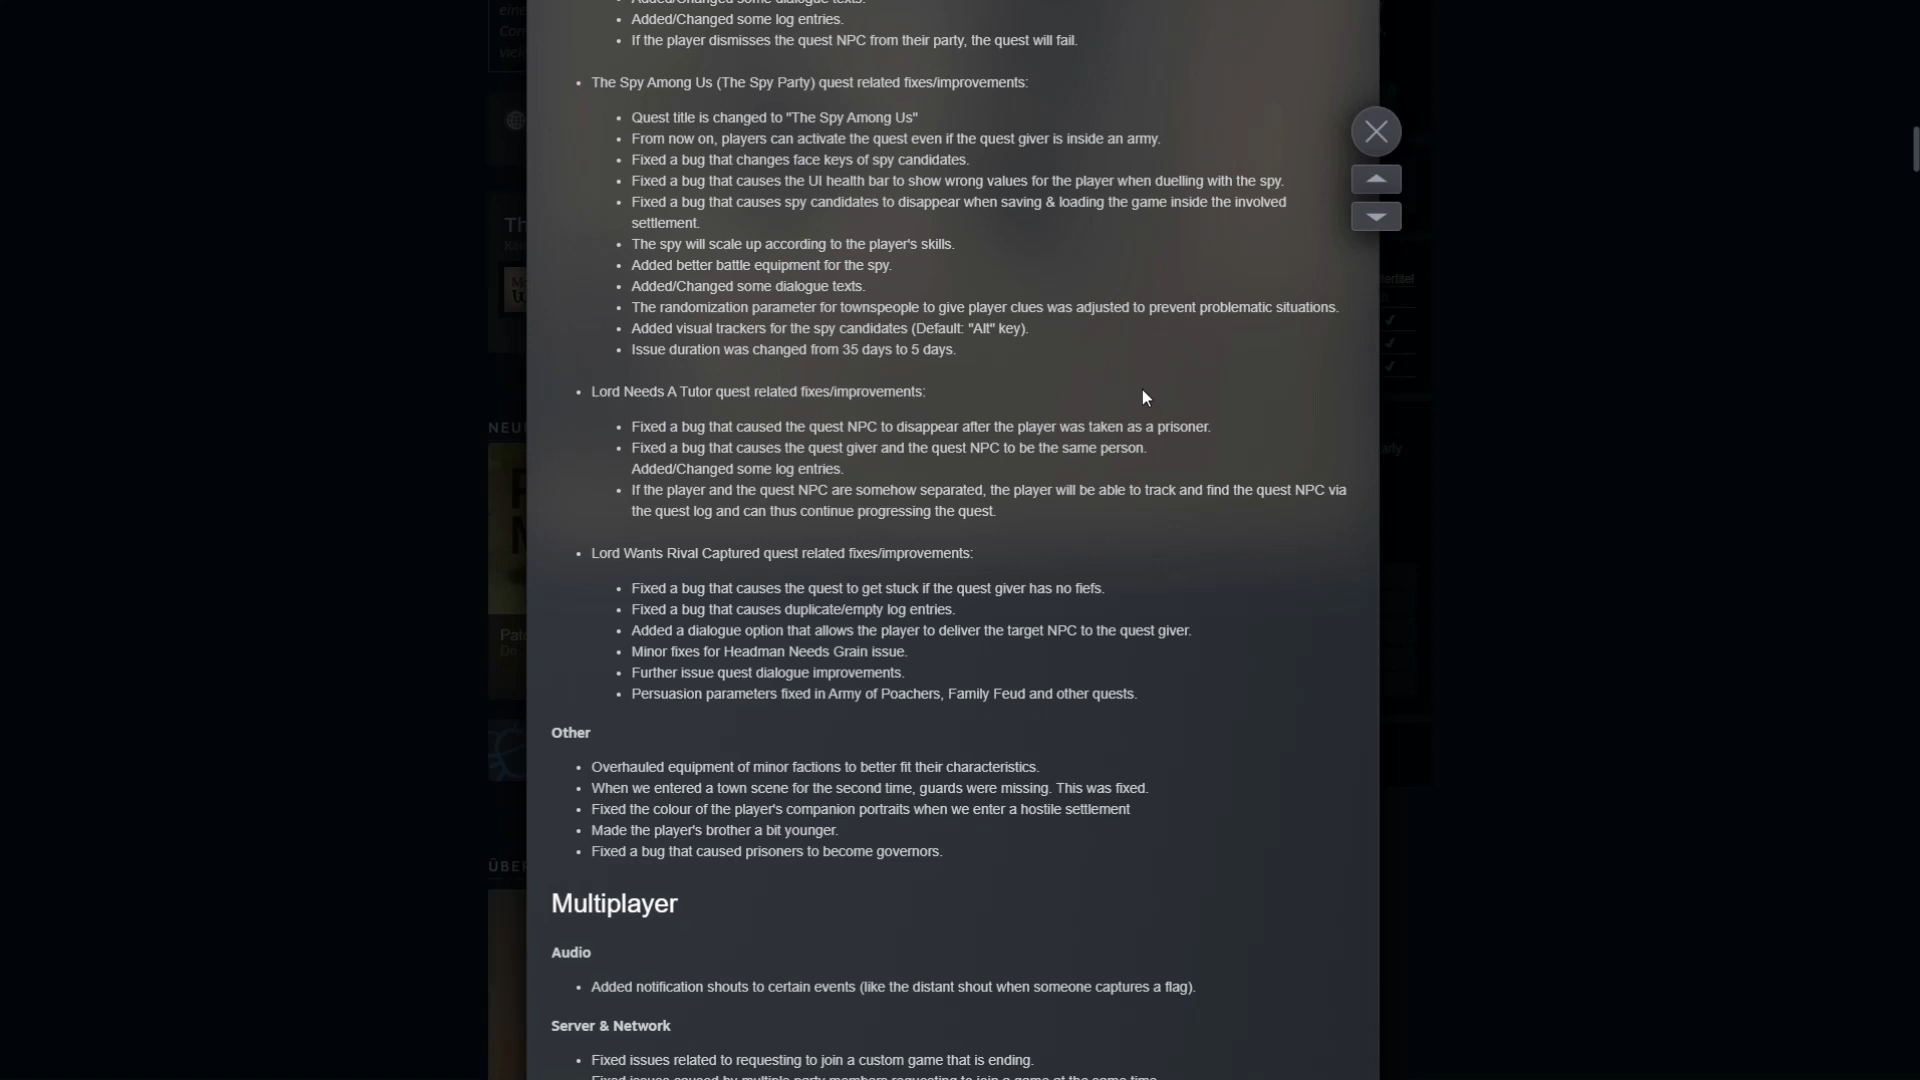 Added/Changed some dialogue texts.
Added/Changed some log entries.
If the player dismisses the quest NPC from their party, the quest will fail.
The Spy Among Us (The Spy Party) quest related fixes/improvements:
Quest title is changed to "The Spy Among Us"
From now on, players can activate the quest even if the quest giver is inside an army.
Fixed a bug that changes face keys of spy candidates.
Fixed a bug that causes the UI health bar to show wrong values for the player when duelling with the spy.
Fixed a bug that causes spy candidates to disappear when saving & loading the game inside the involved
settlement.
The spy will scale up according to the player's skills.
Added better battle equipment for the spy.
Added/Changed some dialogue texts.
The randomization parameter for townspeople to give player clues was adjusted to prevent problematic situations.
Added visual trackers for the spy candidates (Default: "Alt" key).
Issue duration was changed from 35 days to 5 days.
Lord Needs A Tutor quest related fixes/improvements:
Fixed a bug that caused the quest NPC to disappear after the player was taken as a prisoner.
Fixed a bug that causes the quest giver and the quest NPC to be the same person.
Added/Changed some log entries.
If the player and the quest NPC are somehow separated, the player will be able to track and find the quest NPC via
the quest log and can thus continue progressing the quest.
Lord Wants Rival Captured quest related fixes/improvements:
Fixed a bug that causes the quest to get stuck if the quest giver has no fiefs.
Fixed a bug that causes duplicate/empty log entries.
Added a dialogue option that allows the player to deliver the target NPC to the quest giver.
Minor fixes for Headman Needs Grain issue.
Further issue quest dialogue improvements.
Persuasion parameters fixed in Army of Poachers, Family Feud and other quests.
Other
Overhauled equipment of minor factions to better fit their characteristics.
When we entered a town scene for the second time, guards were missing. This was fixed.
Fixed the colour of the player's companion portraits when we enter a hostile settlement
Made the player's brother a bit younger.
Fixed a bug that caused prisoners to become governors.
Multiplayer
Audio
Added notification shouts to certain events (like the distant shout when someone captures a flag).
Server & Network
Fixed issues related to requesting to join a custom game that is ending.
Fixed issues caused by multiple party members requesting to join a game at the same time.